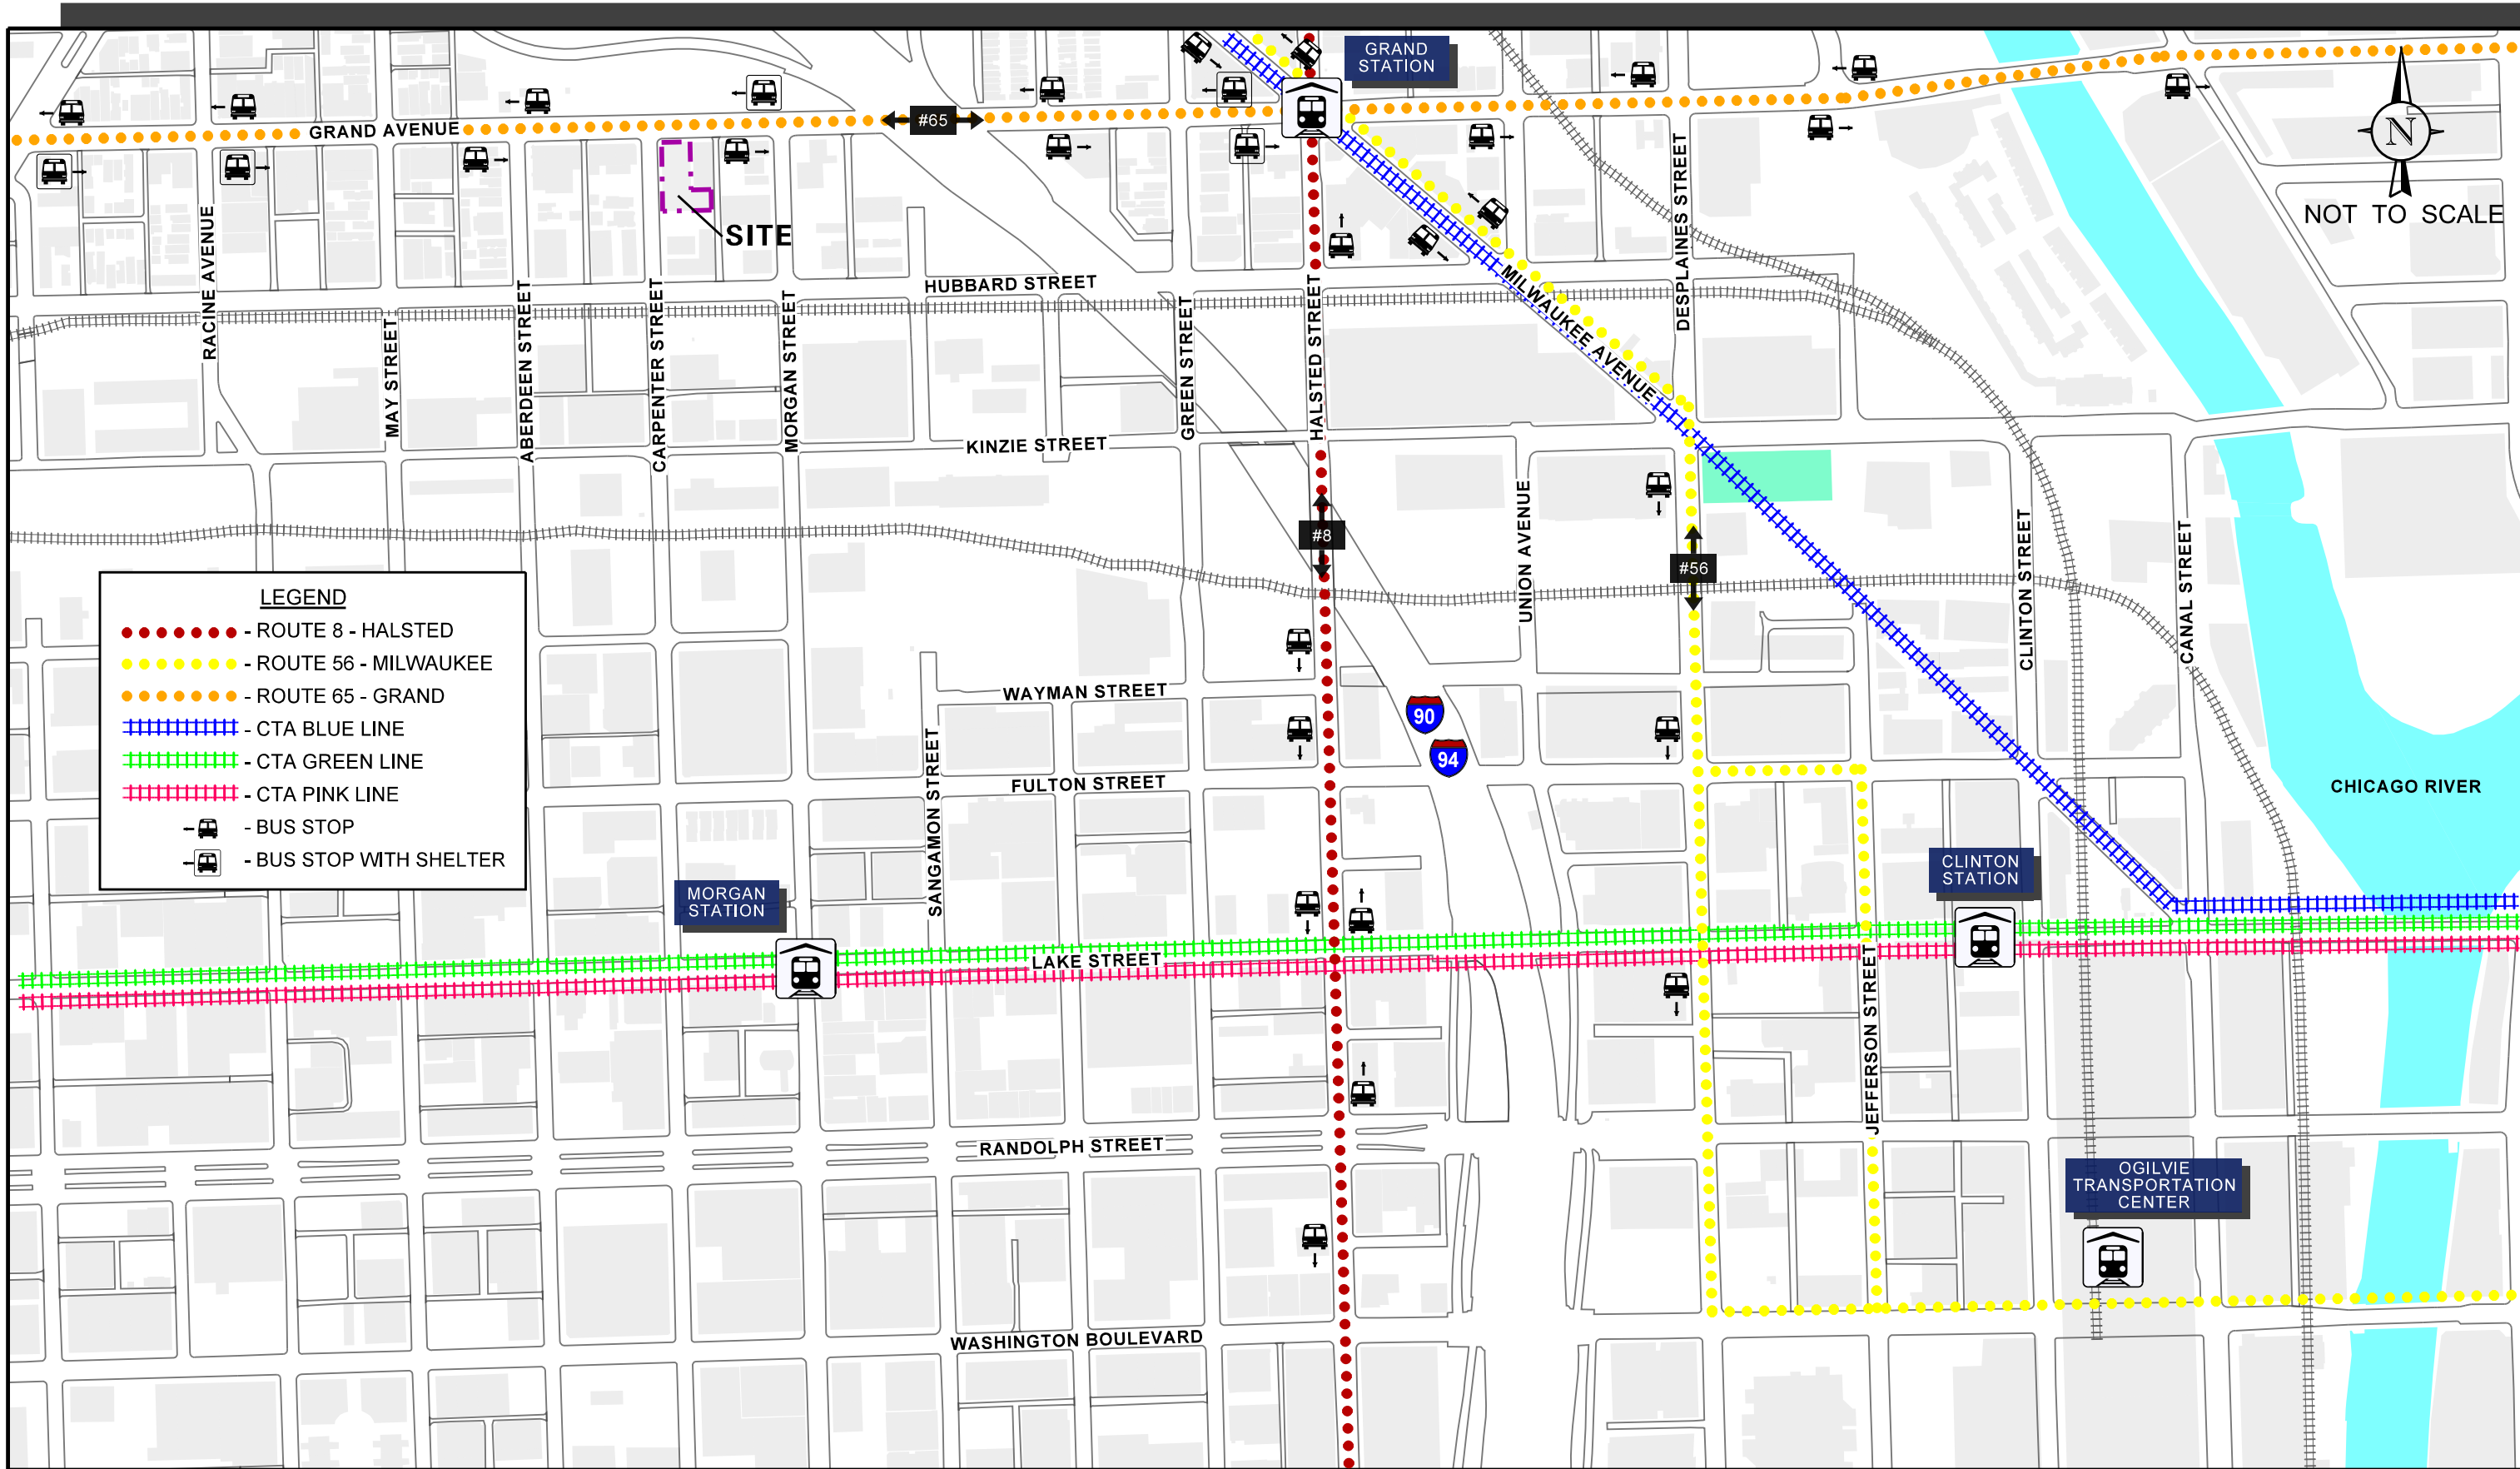 GRAND
STATION
#65
GRAND AVENUE
N
NOT TO SCALE
SITE
RACINE AVENUE
MAY STREET
ABERDEEN STREET
CARPENTER STREET
MORGAN STREET
HUBBARD STREET
GREEN STREET
HALSTED STREET
MILWAUKEE AVENUE
DESPLAINES STREET
KINZIE STREET
#8
UNION AVENUE
#56
CLINTON STREET
CANAL STREET
LEGEND
- ROUTE 8 - HALSTED
- ROUTE 56 - MILWAUKEE
- ROUTE 65 - GRAND
- CTA BLUE LINE
- CTA GREEN LINE
- CTA PINK LINE
- BUS STOP
- BUS STOP WITH SHELTER
WAYMAN STREET
90
94
FULTON STREET
SANGAMON STREET
CHICAGO RIVER
MORGAN
STATION
CLINTON
STATION
LAKE STREET
JEFFERSON STREET
RANDOLPH STREET
OGILVIE
TRANSPORTATION
CENTER
WASHINGTON BOULEVARD